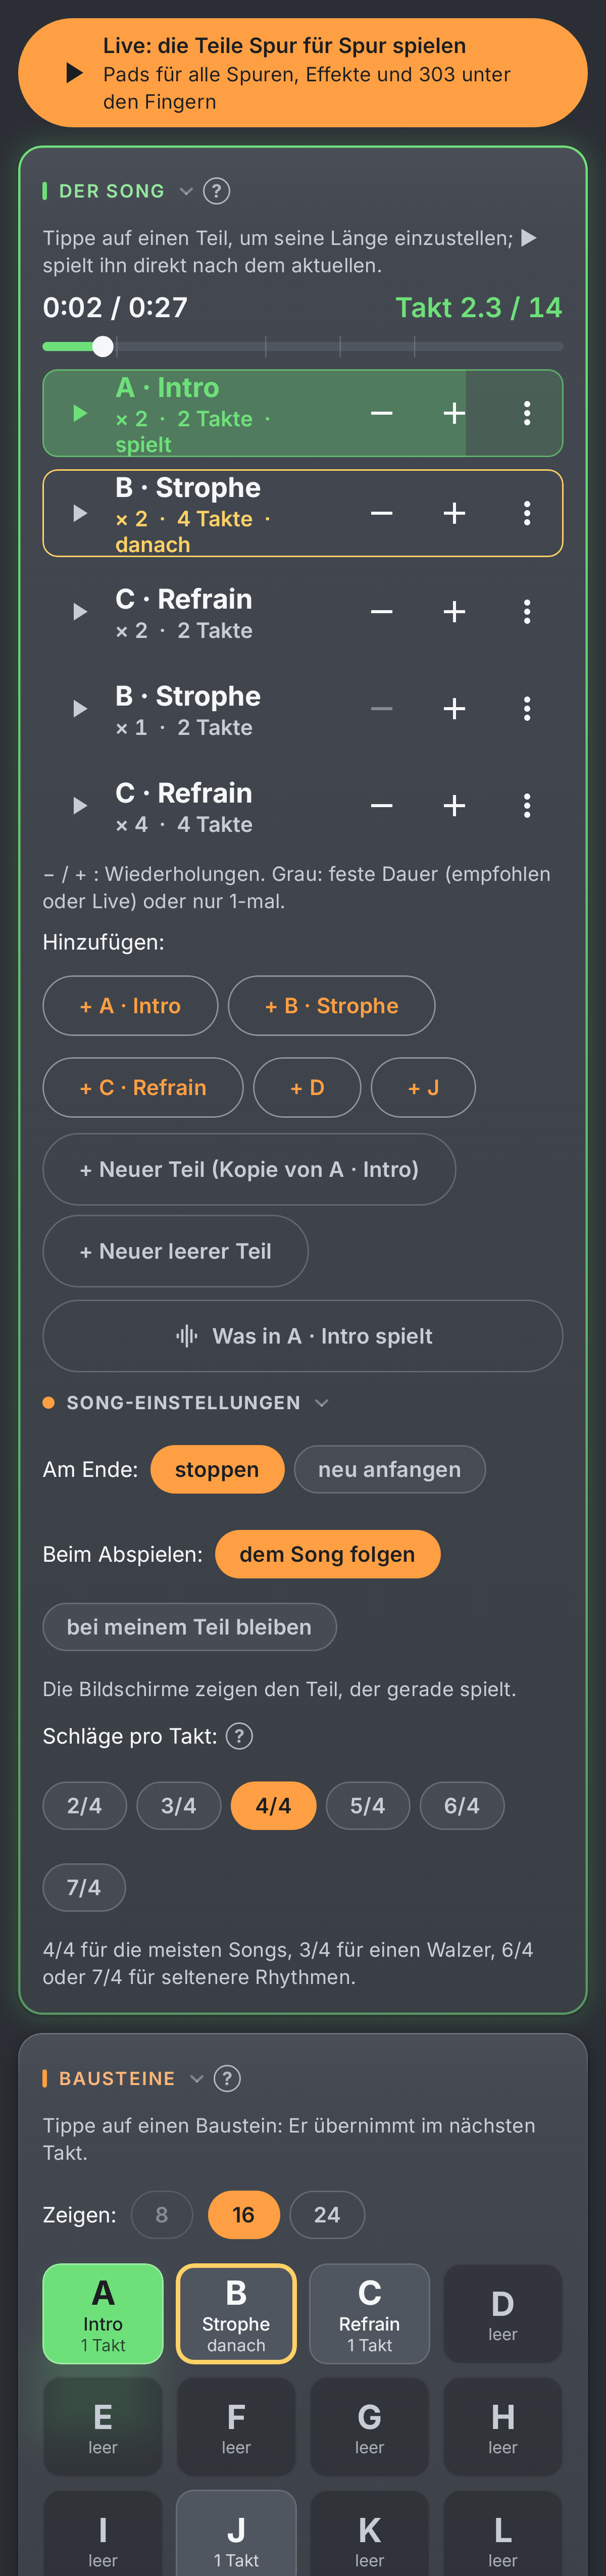 Live: die Teile Spur für Spur spielen
Pads für alle Spuren, Effekte und 303 unter
den Fingern
DER SONG ?
Tippe auf einen Teil, um seine Länge einzustellen; ▶
spielt ihn direkt nach dem aktuellen.
0:02 / 0:27 Takt 2.3 / 14
A · Intro
× 2 · 2 Takte ·
spielt
B · Strophe
× 2 · 4 Takte ·
danach
C · Refrain
× 2 · 2 Takte
B · Strophe
× 1 · 2 Takte
C · Refrain
× 4 · 4 Takte
− / + : Wiederholungen. Grau: feste Dauer (empfohlen
oder Live) oder nur 1-mal.
Hinzufügen:
+ A · Intro + B · Strophe
+ C · Refrain + D + J
+ Neuer Teil (Kopie von A · Intro)
+ Neuer leerer Teil
Was in A · Intro spielt
SONG-EINSTELLUNGEN
Am Ende: stoppen neu anfangen
Beim Abspielen: dem Song folgen
bei meinem Teil bleiben
Die Bildschirme zeigen den Teil, der gerade spielt.
Schläge pro Takt: ?
2/4 3/4 4/4 5/4 6/4
7/4
4/4 für die meisten Songs, 3/4 für einen Walzer, 6/4
oder 7/4 für seltenere Rhythmen.
BAUSTEINE ?
Tippe auf einen Baustein: Er übernimmt im nächsten
Takt.
Zeigen: 8 16 24
A B C D
Intro Strophe Refrain leer
1 Takt danach 1 Takt
E F G H
leer leer leer leer
I J K L
leer 1 Takt leer leer